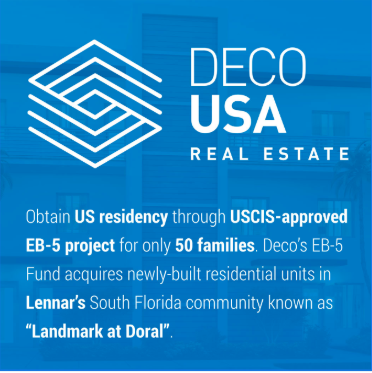 DECO
USA
REAL ESTATE
Obtain US residency through USCIS-approved
EB-5 project for only 50 families. Deco's EB-5
Fund acquires newly-built residential units in
Lennar's South Florida community known as
“Landmark at Doral”.